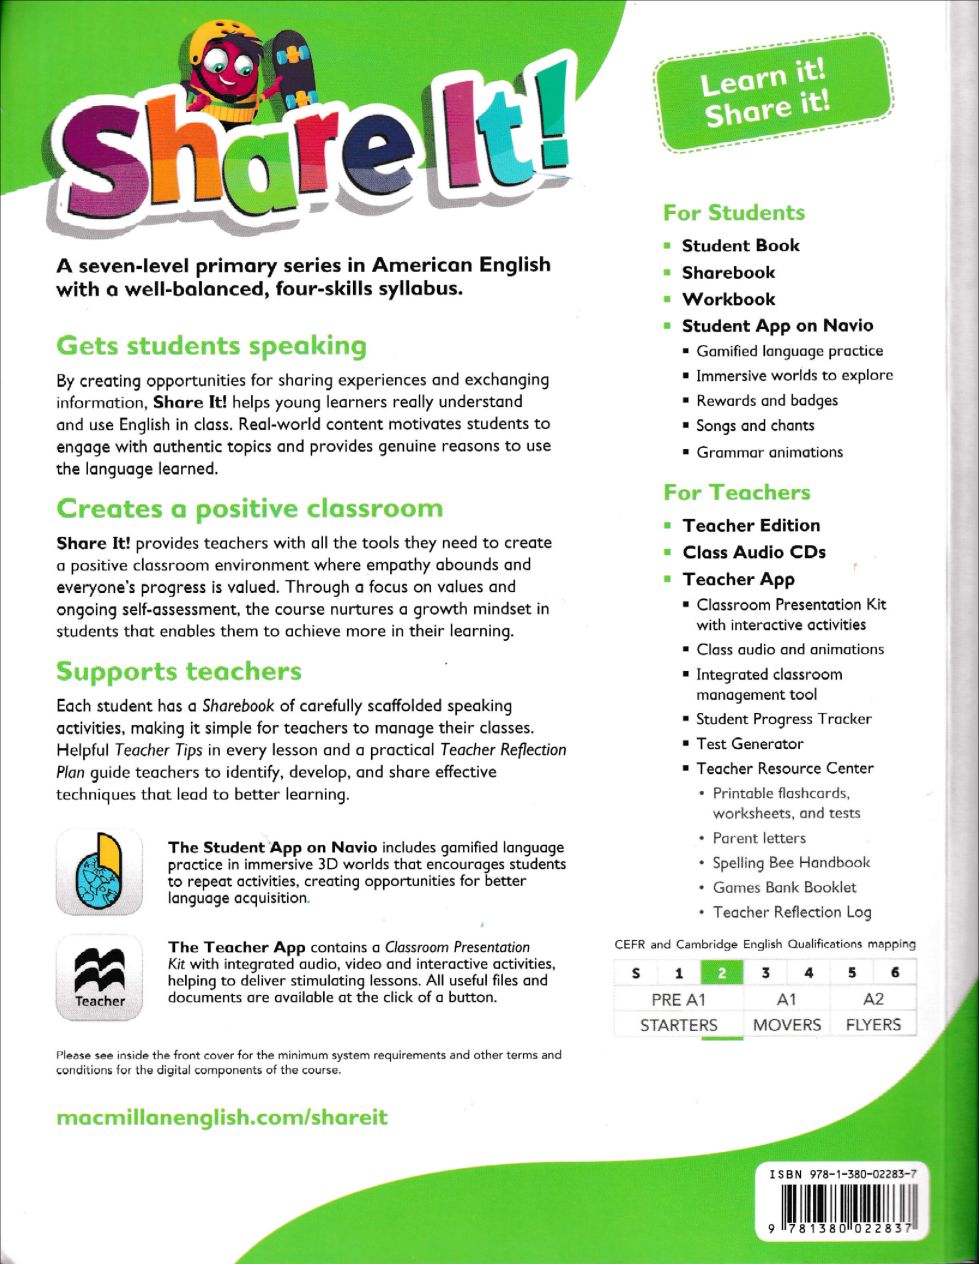 Share It!
Learn it!
Share it!
A seven-level primary series in American English
with a well-balanced, four-skills syllabus.
Gets students speaking
By creating opportunities for sharing experiences and exchanging
information, Share It! helps young learners really understand
and use English in class. Real-world content motivates students to
engage with authentic topics and provides genuine reasons to use
the language learned.
Creates a positive classroom
Share It! provides teachers with all the tools they need to create
a positive classroom environment where empathy abounds and
everyone's progress is valued. Through a focus on values and
ongoing self-assessment, the course nurtures a growth mindset in
students that enables them to achieve more in their learning.
Supports teachers
Each student has a Sharebook of carefully scaffolded speaking
activities, making it simple for teachers to manage their classes.
Helpful Teacher Tips in every lesson and a practical Teacher Reflection
Plan guide teachers to identify, develop, and share effective
techniques that lead to better learning.
The Student App on Navio includes gamified language
practice in immersive 3D worlds that encourages students
to repeat activities, creating opportunities for better
language acquisition.
Teacher
The Teacher App contains a Classroom Presentation
Kit with integrated audio, video and interactive activities,
helping to deliver stimulating lessons. All useful files and
documents are available at the click of a button.
Please see inside the front cover for the minimum system requirements and other terms and
conditions for the digital components of the course.
macmillanenglish.com/shareit
For Students
▪ Student Book
▪ Sharebook
▪ Workbook
▪ Student App on Navio
▪ Gamified language practice
▪ Immersive worlds to explore
▪ Rewards and badges
▪ Songs and chants
▪ Grammar animations
For Teachers
▪ Teacher Edition
▪ Class Audio CDs
▪ Teacher App
▪ Classroom Presentation Kit
with interactive activities
▪ Class audio and animations
▪ Integrated classroom
management tool
▪ Student Progress Tracker
▪ Test Generator
▪ Teacher Resource Center
• Printable flashcards,
worksheets, and tests
• Parent letters
• Spelling Bee Handbook
• Games Bank Booklet
• Teacher Reflection Log
CEFR and Cambridge English Qualifications mapping
S 1 2 3 4 5 6
PRE A1 A1 A2
STARTERS MOVERS FLYERS
ISBN 978-1-380-02283-7
9 781380 022837